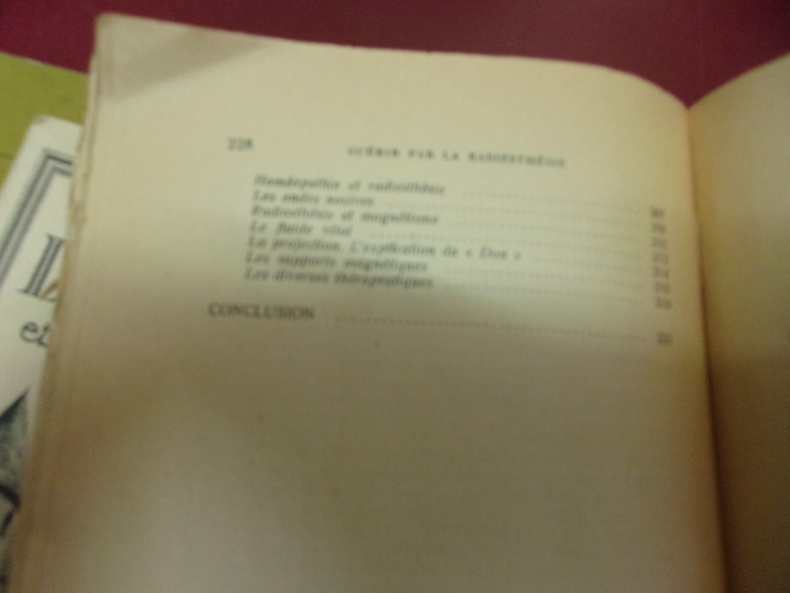 228 GUÉRIR PAR LA RADIESTHÉSIE
Homéopathie et radiesthésie
Les ondes nocives
Radiesthésie et magnétisme
Le fluide vital
La projection. L'explication du « Don »
Les supports magnétiques
Les diverses thérapeutiques
CONCLUSION
et